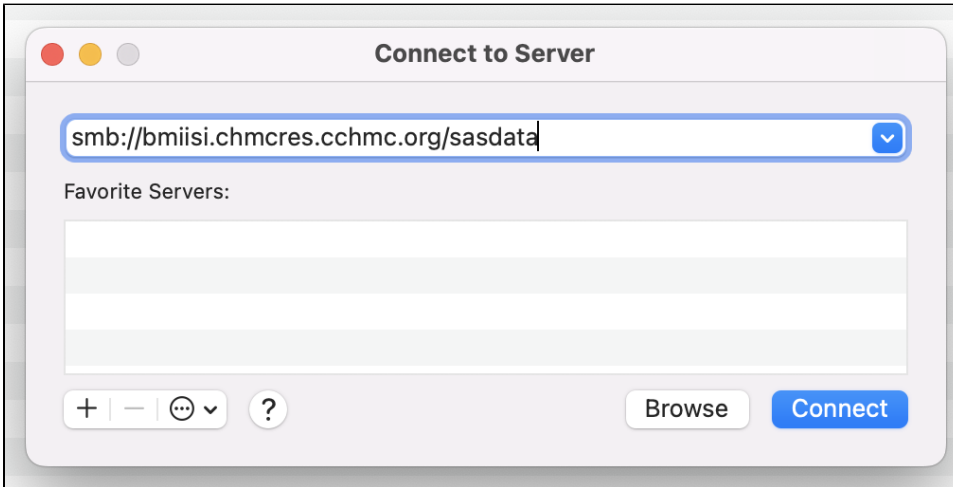 Connect to Server
smb://bmiisi.chmcres.cchmc.org/sasdata
Favorite Servers:
?
Browse
Connect